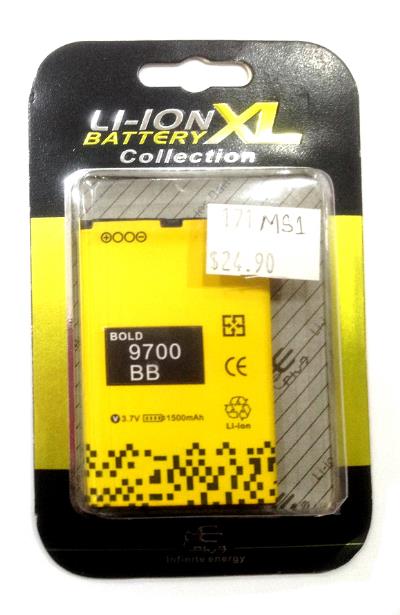 LI-ION XL
BATTERY
Collection
171 MS1
$24.90
BOLD
9700
BB
CE
3.7V 1500mAh
Li-ion
Infinite energy